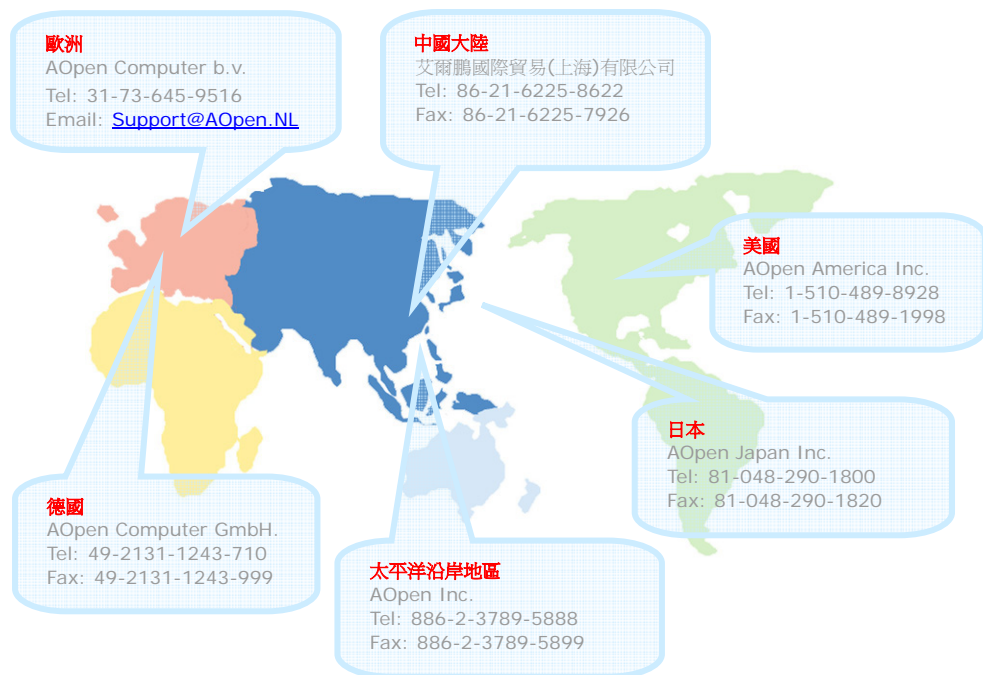 歐洲
AOpen Computer b.v.
Tel: 31-73-645-9516
Email: Support@AOpen.NL
中國大陸
艾爾鵬國際貿易(上海)有限公司
Tel: 86-21-6225-8622
Fax: 86-21-6225-7926
美國
AOpen America Inc.
Tel: 1-510-489-8928
Fax: 1-510-489-1998
日本
AOpen Japan Inc.
Tel: 81-048-290-1800
Fax: 81-048-290-1820
德國
AOpen Computer GmbH.
Tel: 49-2131-1243-710
Fax: 49-2131-1243-999
太平洋沿岸地區
AOpen Inc.
Tel: 886-2-3789-5888
Fax: 886-2-3789-5899